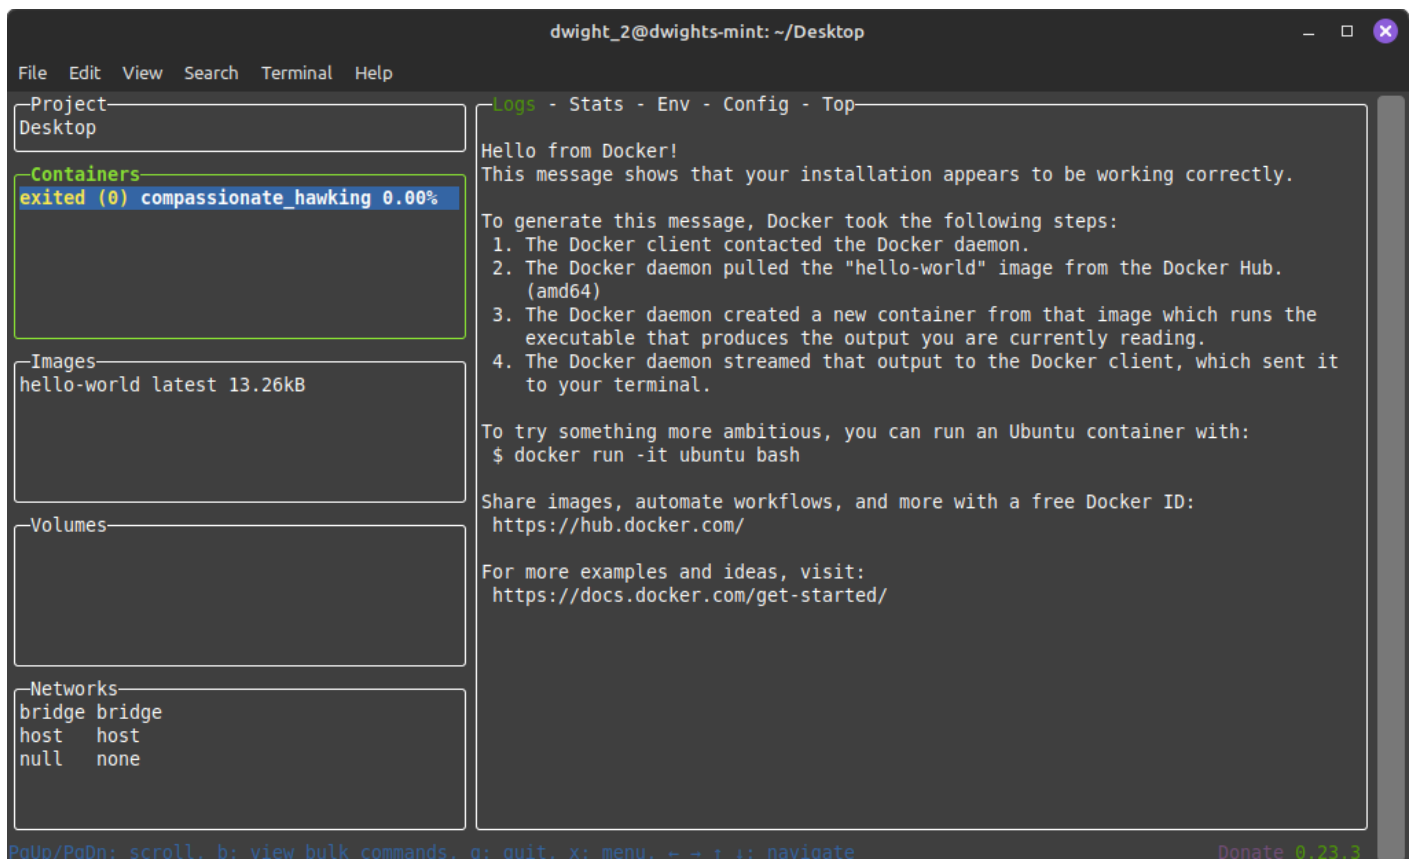 dwight_2@dwights-mint: ~/Desktop
File Edit View Search Terminal Help
Project
Desktop
Containers
exited (0) compassionate_hawking 0.00%
Images
hello-world latest 13.26kB
Volumes
Networks
bridge bridge
host host
null none
Logs - Stats - Env - Config - Top
Hello from Docker!
This message shows that your installation appears to be working correctly.
To generate this message, Docker took the following steps:
1. The Docker client contacted the Docker daemon.
2. The Docker daemon pulled the "hello-world" image from the Docker Hub.
(amd64)
3. The Docker daemon created a new container from that image which runs the
executable that produces the output you are currently reading.
4. The Docker daemon streamed that output to the Docker client, which sent it
to your terminal.
To try something more ambitious, you can run an Ubuntu container with:
$ docker run -it ubuntu bash
Share images, automate workflows, and more with a free Docker ID:
https://hub.docker.com/
For more examples and ideas, visit:
https://docs.docker.com/get-started/
PgUp/PgDn: scroll, b: view bulk commands, q: quit, x: menu, ← → ↑ ↓: navigate
Donate 0.23.3